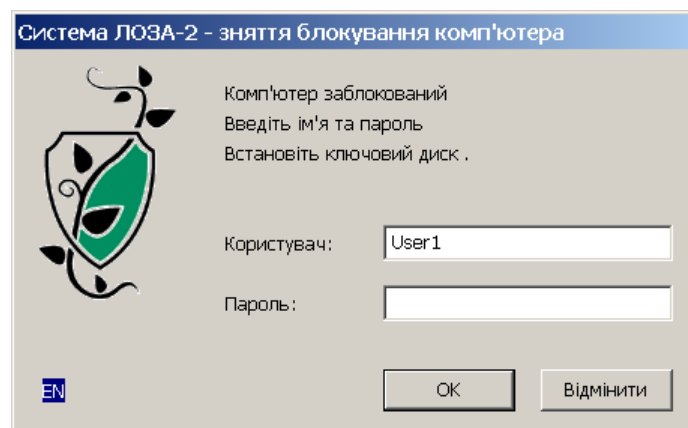 Система ЛОЗА-2 - зняття блокування комп'ютера
Комп'ютер заблокований
Введіть ім'я та пароль
Встановіть ключовий диск .
Користувач:
User1
Пароль:
EN
OK
Відмінити